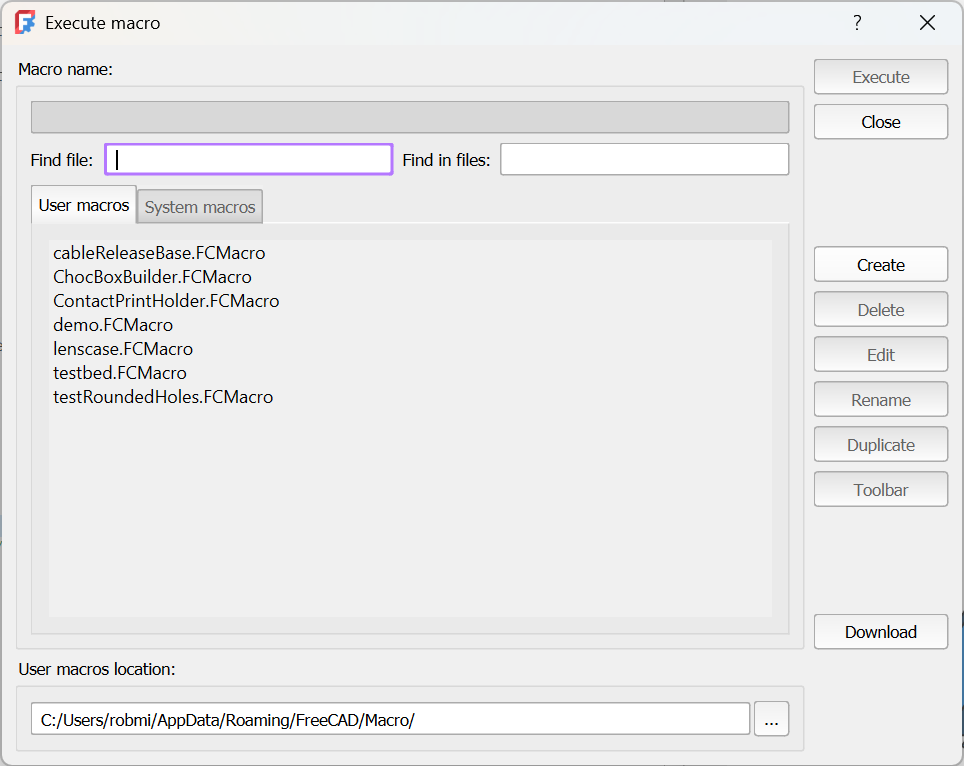 Execute macro
?
Macro name:
Execute
Close
Find file:
Find in files:
User macros
System macros
cableReleaseBase.FCMacro
ChocBoxBuilder.FCMacro
ContactPrintHolder.FCMacro
demo.FCMacro
lenscase.FCMacro
testbed.FCMacro
testRoundedHoles.FCMacro
Create
Delete
Edit
Rename
Duplicate
Toolbar
Download
User macros location:
C:/Users/robmi/AppData/Roaming/FreeCAD/Macro/
...